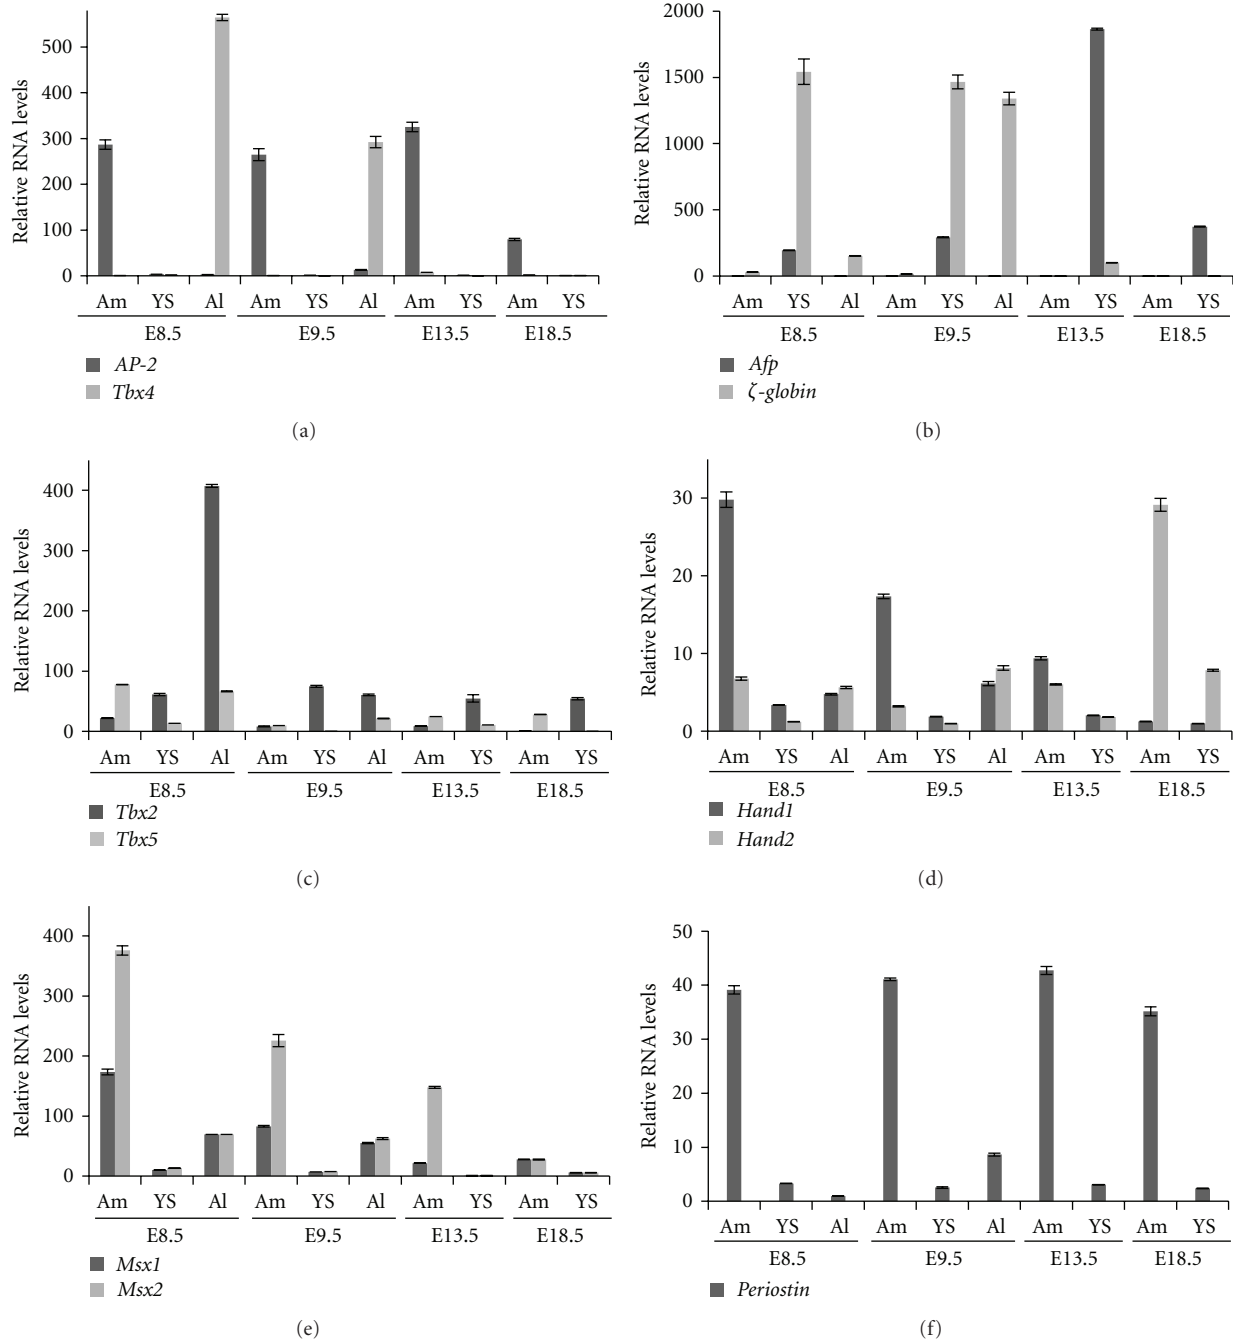 Relative RNA levels
500
400
300
200
100
0
Am YS Al Am YS Al Am YS Am YS
E8.5 E9.5 E13.5 E18.5
AP-2
Tbx4
(a)
Relative RNA levels
2000
1500
1000
500
0
Am YS Al Am YS Al Am YS Am YS
E8.5 E9.5 E13.5 E18.5
Afp
ζ-globin
(b)
Relative RNA levels
400
300
200
100
0
Am YS Al Am YS Al Am YS Am YS
E8.5 E9.5 E13.5 E18.5
Tbx2
Tbx5
(c)
Relative RNA levels
30
20
10
0
Am YS Al Am YS Al Am YS Am YS
E8.5 E9.5 E13.5 E18.5
Hand1
Hand2
(d)
Relative RNA levels
400
300
200
100
0
Am YS Al Am YS Al Am YS Am YS
E8.5 E9.5 E13.5 E18.5
Msx1
Msx2
(e)
Relative RNA levels
50
40
30
20
10
0
Am YS Al Am YS Al Am YS Am YS
E8.5 E9.5 E13.5 E18.5
Periostin
(f)